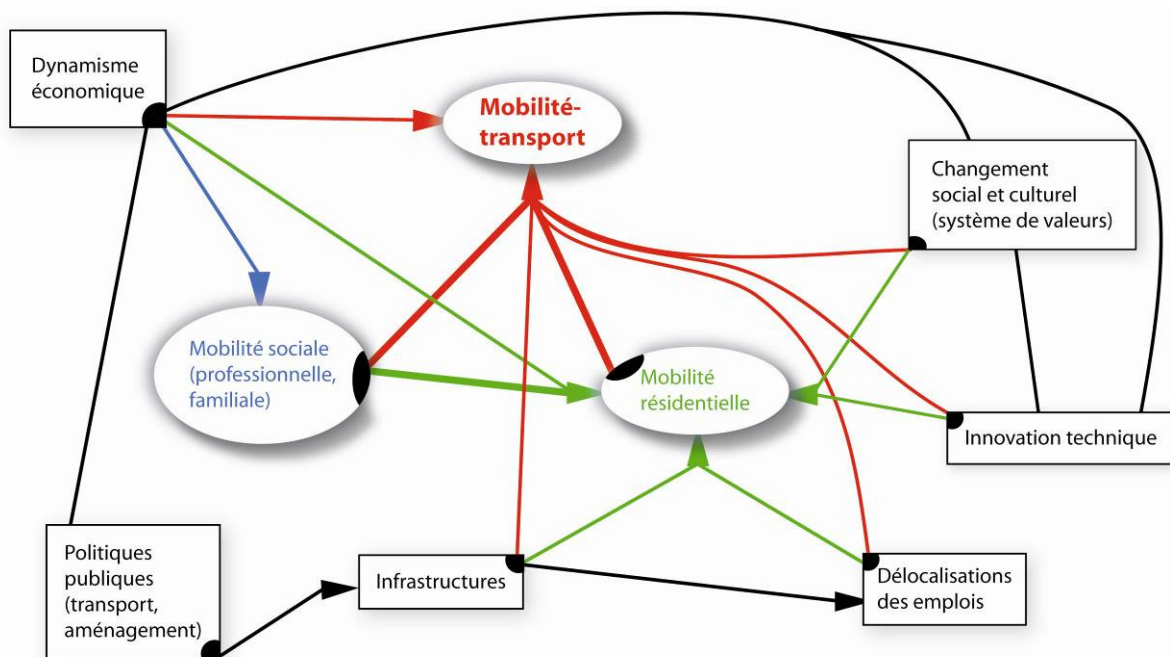 Dynamisme
économique
Mobilité-
transport
Changement
social et culturel
(système de valeurs)
Mobilité sociale
(professionnelle,
familiale)
Mobilité
résidentielle
Innovation technique
Politiques
publiques
(transport,
aménagement)
Infrastructures
Délocalisations
des emplois